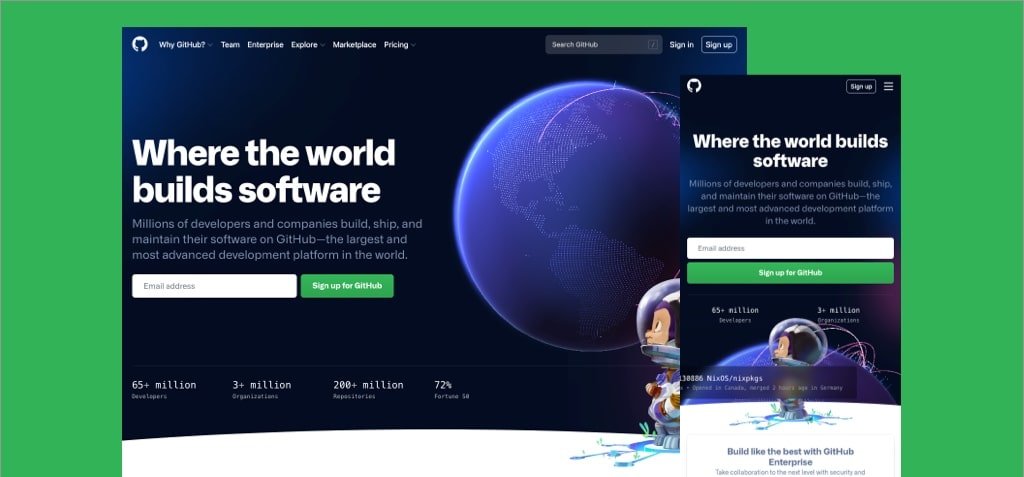 Why GitHub? Team Enterprise Explore Marketplace Pricing Search GitHub / Sign in Sign up
Where the world
builds software
Millions of developers and companies build, ship, and
maintain their software on GitHub—the largest and
most advanced development platform in the world.
Email address Sign up for GitHub
65+ million 3+ million 200+ million 72%
Developers Organizations Repositories Fortune 50
Sign up
Where the world builds
software
Millions of developers and companies build, ship,
and maintain their software on GitHub—the
largest and most advanced development platform
in the world.
Email address
Sign up for GitHub
65+ million 3+ million
Developers Organizations
30886 NixOS/nixpkgs
• Opened in Canada, merged 2 hours ago in Germany
Build like the best with GitHub
Enterprise
Take collaboration to the next level with security and